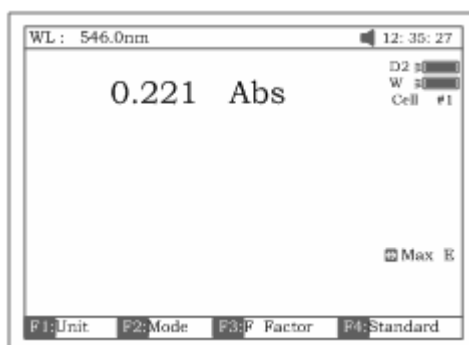 WL : 546.0nm 12: 35: 27
D2
0.221 Abs
W
Cell #1
Max E
F1:Unit F2:Mode F3:F Factor F4:Standard